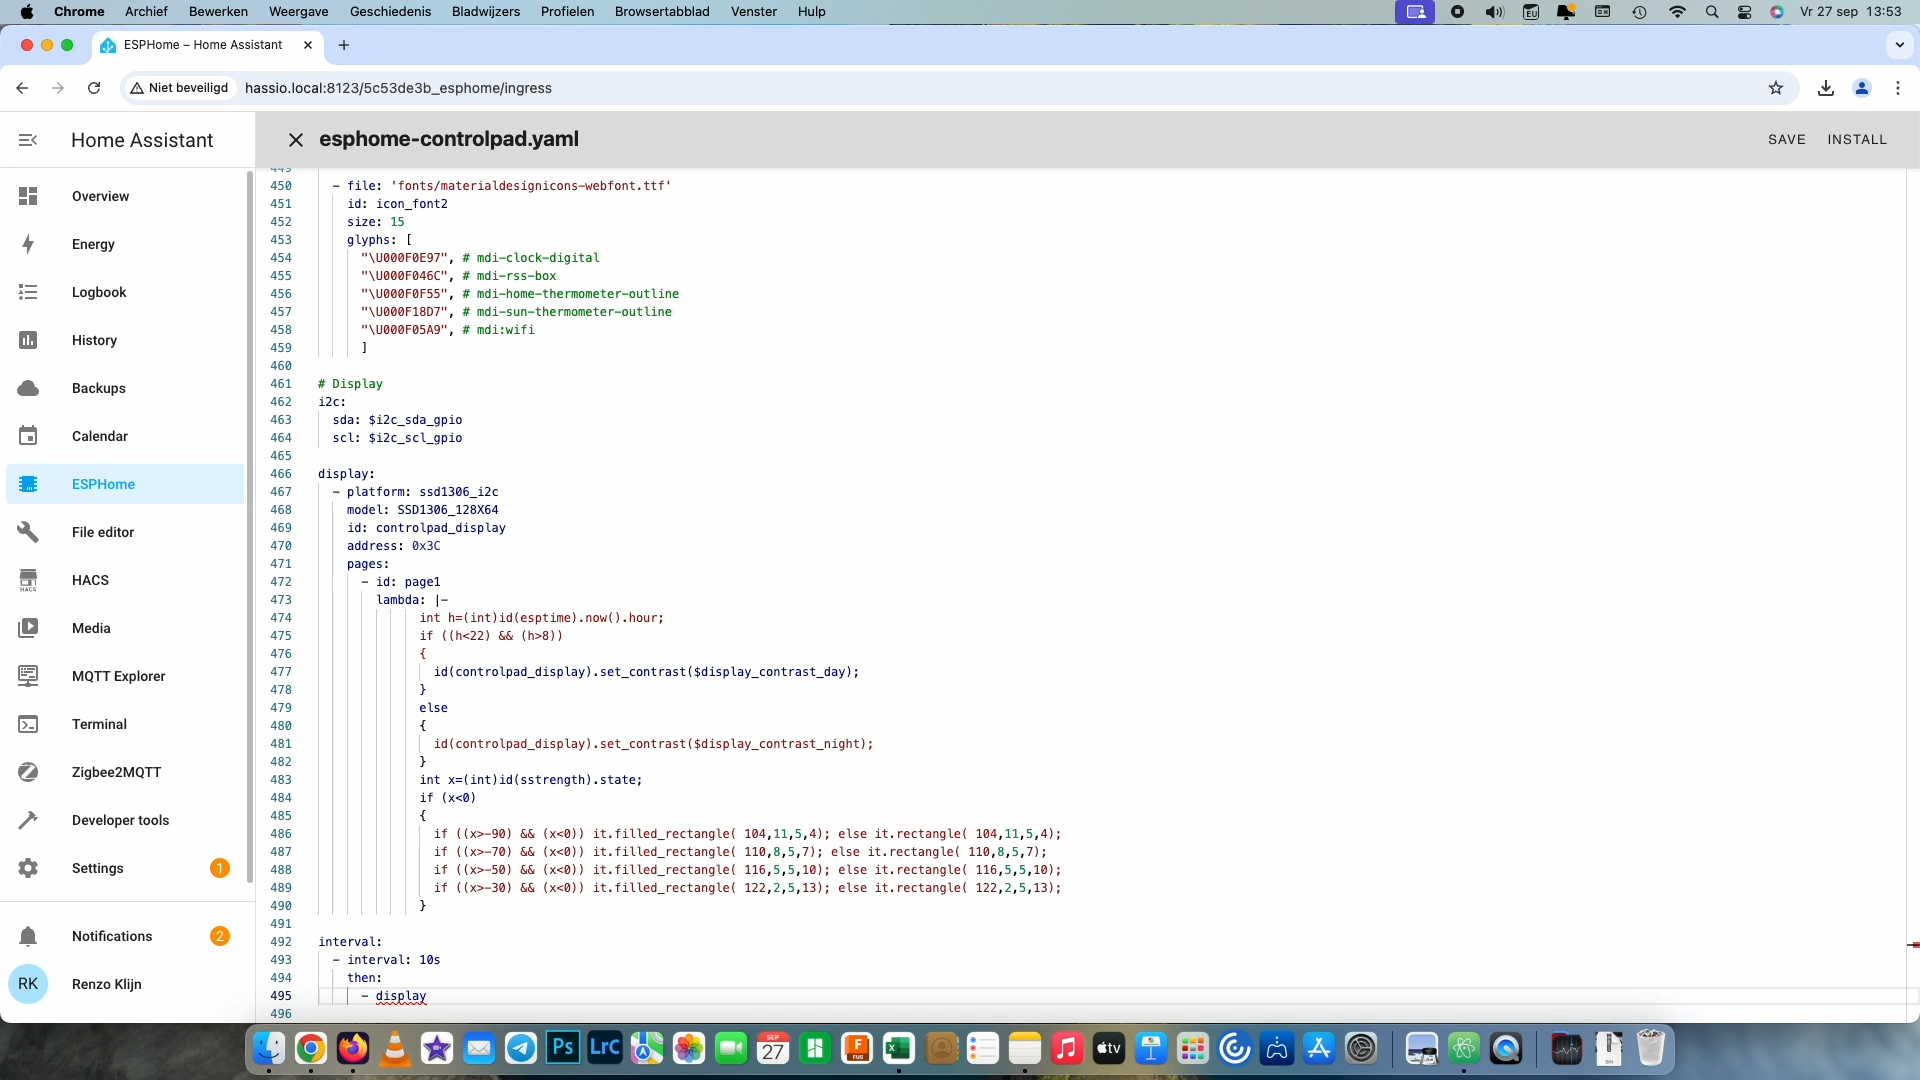 Chrome Archief Bewerken Weergave Geschiedenis Bladwijzers Profielen Browsertabblad Venster Hulp
EU
Vr 27 sep 13:53
ESPHome – Home Assistant
Niet beveiligd hassio.local:8123/5c53de3b_esphome/ingress
Home Assistant
esphome-controlpad.yaml
SAVE INSTALL
Overview
Energy
Logbook
History
Backups
Calendar
ESPHome
File editor
HACS
HACS
Media
MQTT Explorer
Terminal
Zigbee2MQTT
Developer tools
Settings 1
Notifications 2
RK Renzo Klijn
449
450 - file: 'fonts/materialdesignicons-webfont.ttf'
451 id: icon_font2
452 size: 15
453 glyphs: [
454 "\U000F0E97", # mdi-clock-digital
455 "\U000F046C", # mdi-rss-box
456 "\U000F0F55", # mdi-home-thermometer-outline
457 "\U000F18D7", # mdi-sun-thermometer-outline
458 "\U000F05A9", # mdi:wifi
459 ]
460
461 # Display
462 i2c:
463 sda: $i2c_sda_gpio
464 scl: $i2c_scl_gpio
465
466 display:
467 - platform: ssd1306_i2c
468 model: SSD1306_128X64
469 id: controlpad_display
470 address: 0x3C
471 pages:
472 - id: page1
473 lambda: |-
474 int h=(int)id(esptime).now().hour;
475 if ((h<22) && (h>8))
476 {
477 id(controlpad_display).set_contrast($display_contrast_day);
478 }
479 else
480 {
481 id(controlpad_display).set_contrast($display_contrast_night);
482 }
483 int x=(int)id(sstrength).state;
484 if (x<0)
485 {
486 if ((x>-90) && (x<0)) it.filled_rectangle( 104,11,5,4); else it.rectangle( 104,11,5,4);
487 if ((x>-70) && (x<0)) it.filled_rectangle( 110,8,5,7); else it.rectangle( 110,8,5,7);
488 if ((x>-50) && (x<0)) it.filled_rectangle( 116,5,5,10); else it.rectangle( 116,5,5,10);
489 if ((x>-30) && (x<0)) it.filled_rectangle( 122,2,5,13); else it.rectangle( 122,2,5,13);
490 }
491
492 interval:
493 - interval: 10s
494 then:
495 - display
496
Ps
LrC
SEP
27
F
FUS
X
tv